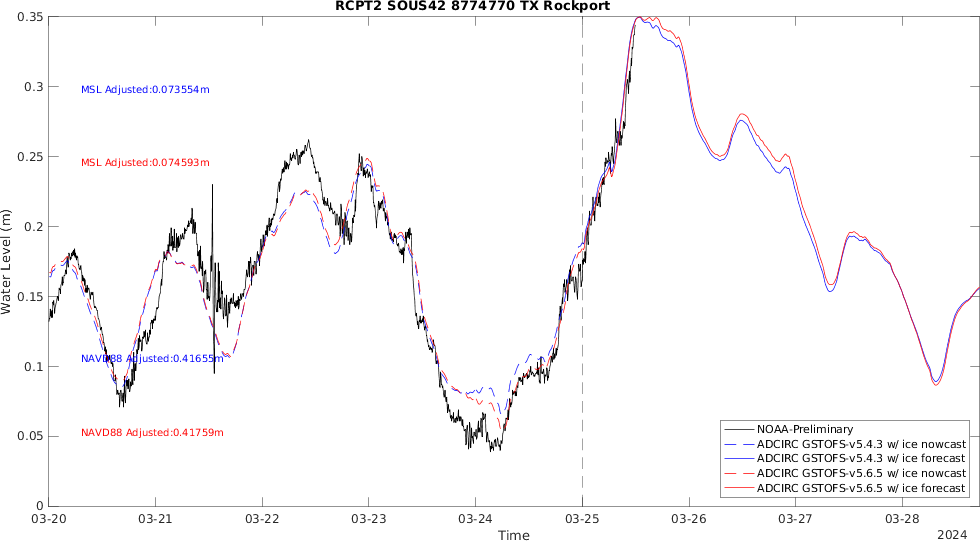 RCPT2 SOUS42 8774770 TX Rockport
0.35
0.3
0.25
0.2
0.15
0.1
0.05
0
Water Level (m)
MSL Adjusted:0.073554m
MSL Adjusted:0.074593m
NAVD88 Adjusted:0.41655m
NAVD88 Adjusted:0.41759m
NOAA-Preliminary
ADCIRC GSTOFS-v5.4.3 w/ ice nowcast
ADCIRC GSTOFS-v5.4.3 w/ ice forecast
ADCIRC GSTOFS-v5.6.5 w/ ice nowcast
ADCIRC GSTOFS-v5.6.5 w/ ice forecast
03-20 03-21 03-22 03-23 03-24 03-25 03-26 03-27 03-28
Time
2024